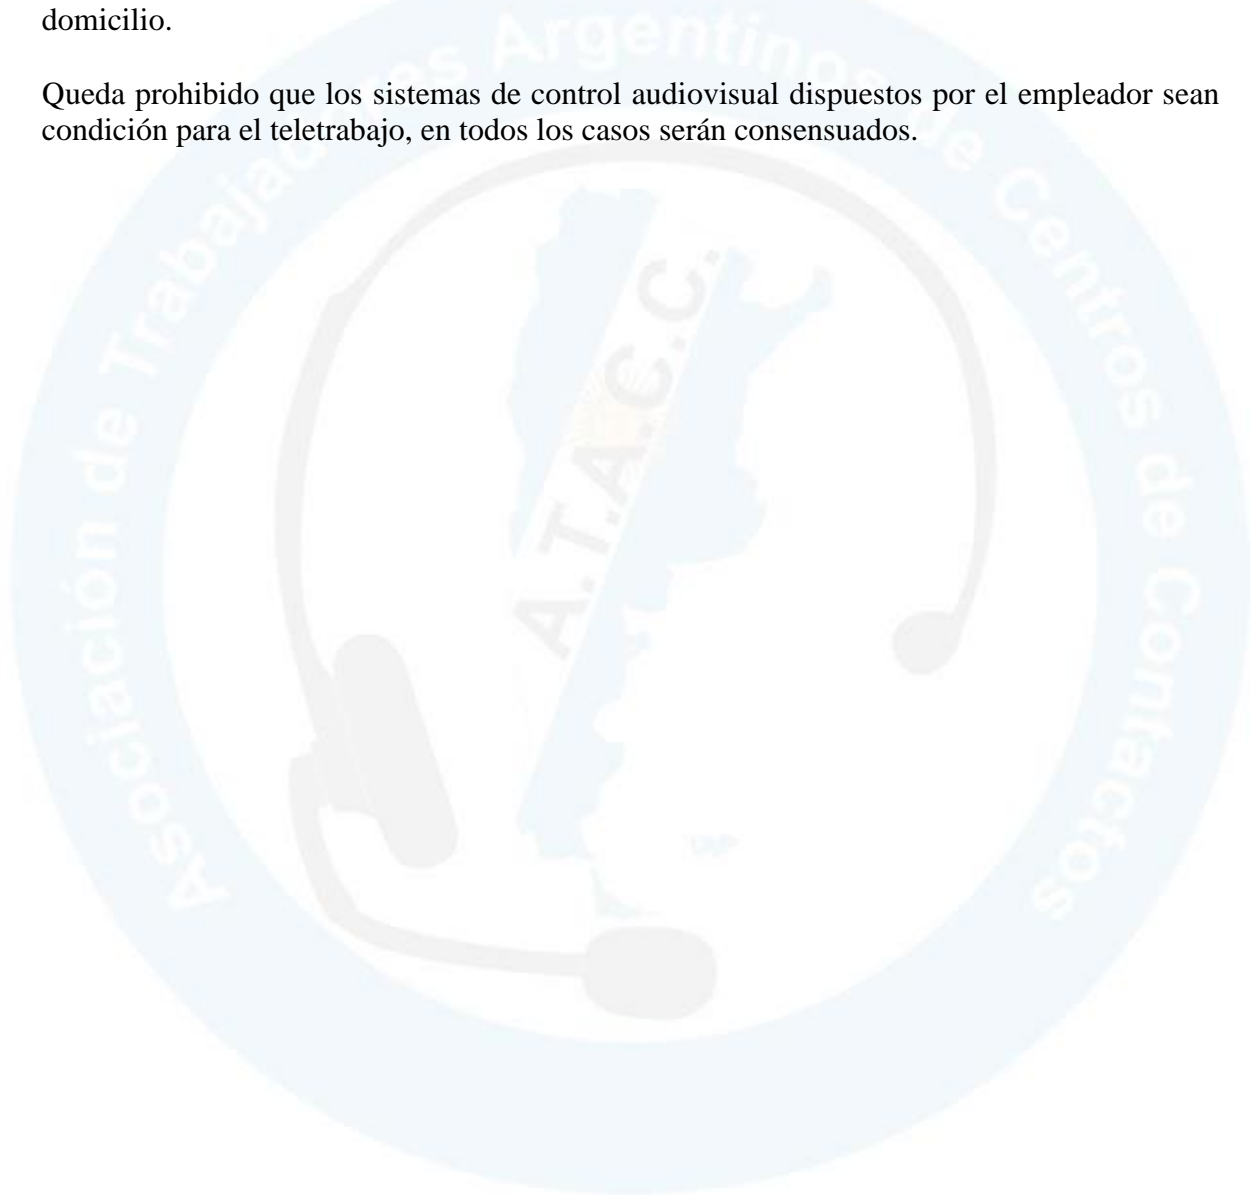 domicilio.
Queda prohibido que los sistemas de control audiovisual dispuestos por el empleador sean
condición para el teletrabajo, en todos los casos serán consensuados.
Asociación de Trabajadores Argentinos de Centros de Contactos
A.T.A.C.C.